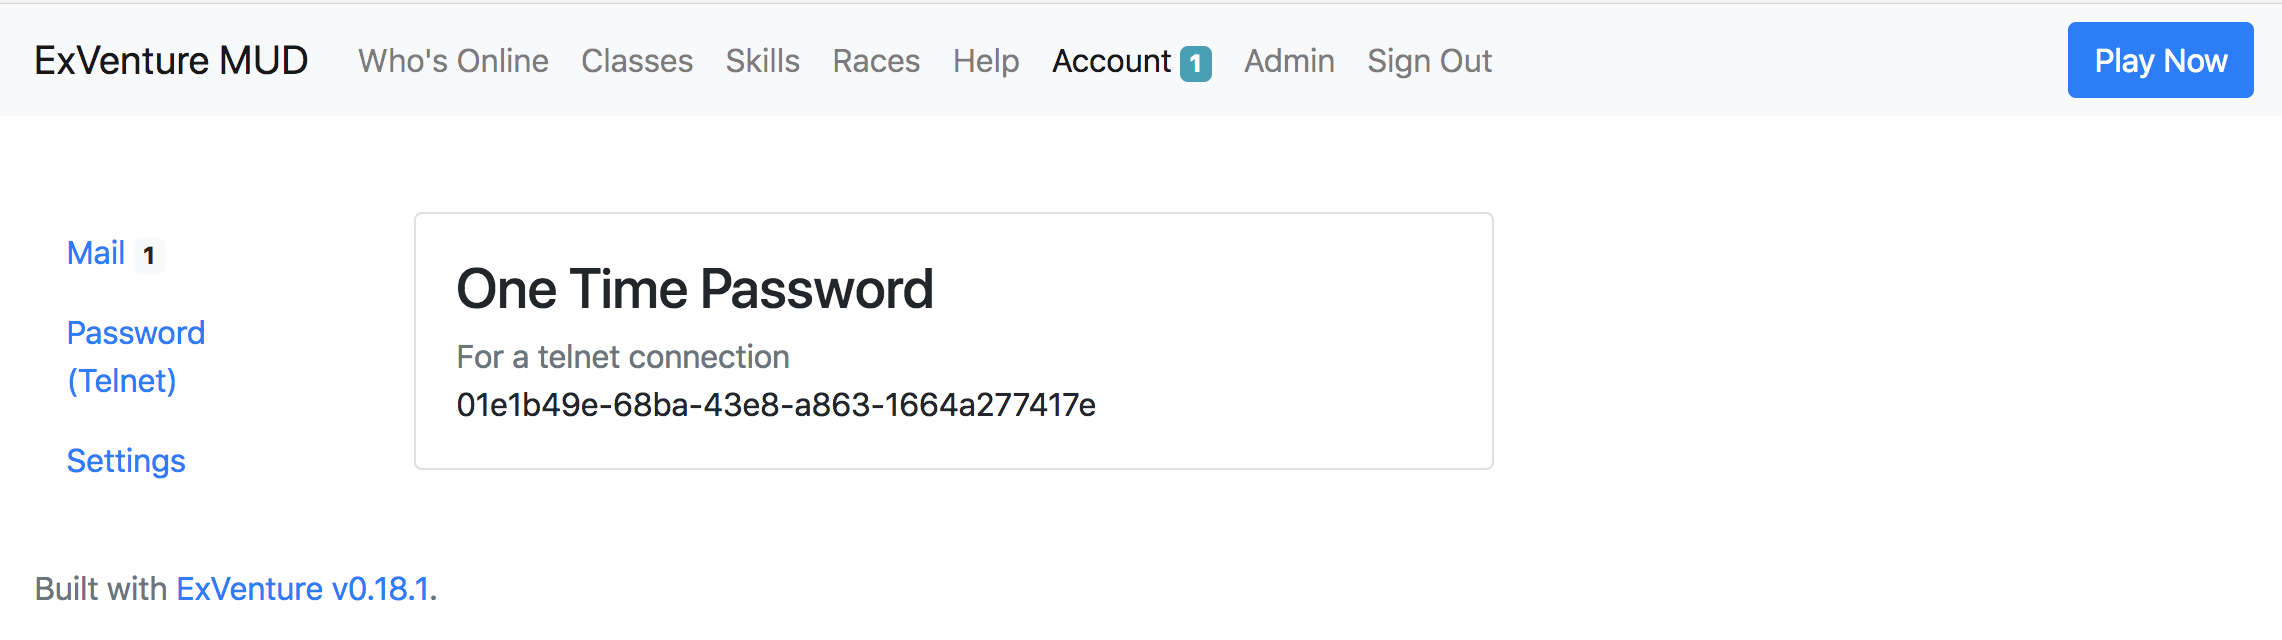 ExVenture MUD Who's Online Classes Skills Races Help Account 1 Admin Sign Out Play Now
Mail 1
Password
(Telnet)
Settings
One Time Password
For a telnet connection
01e1b49e-68ba-43e8-a863-1664a277417e
Built with ExVenture v0.18.1.